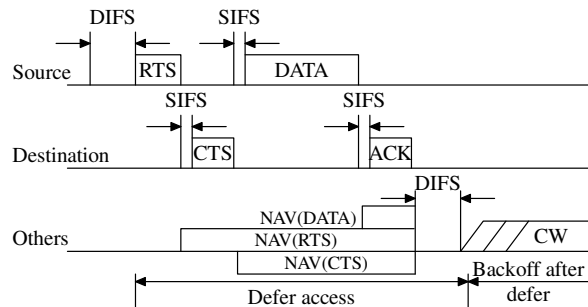 DIFS
SIFS
Source
RTS
DATA
SIFS
SIFS
Destination
CTS
ACK
DIFS
NAV(DATA)
Others
NAV(RTS)
CW
NAV(CTS)
Defer access
Backoff after
defer